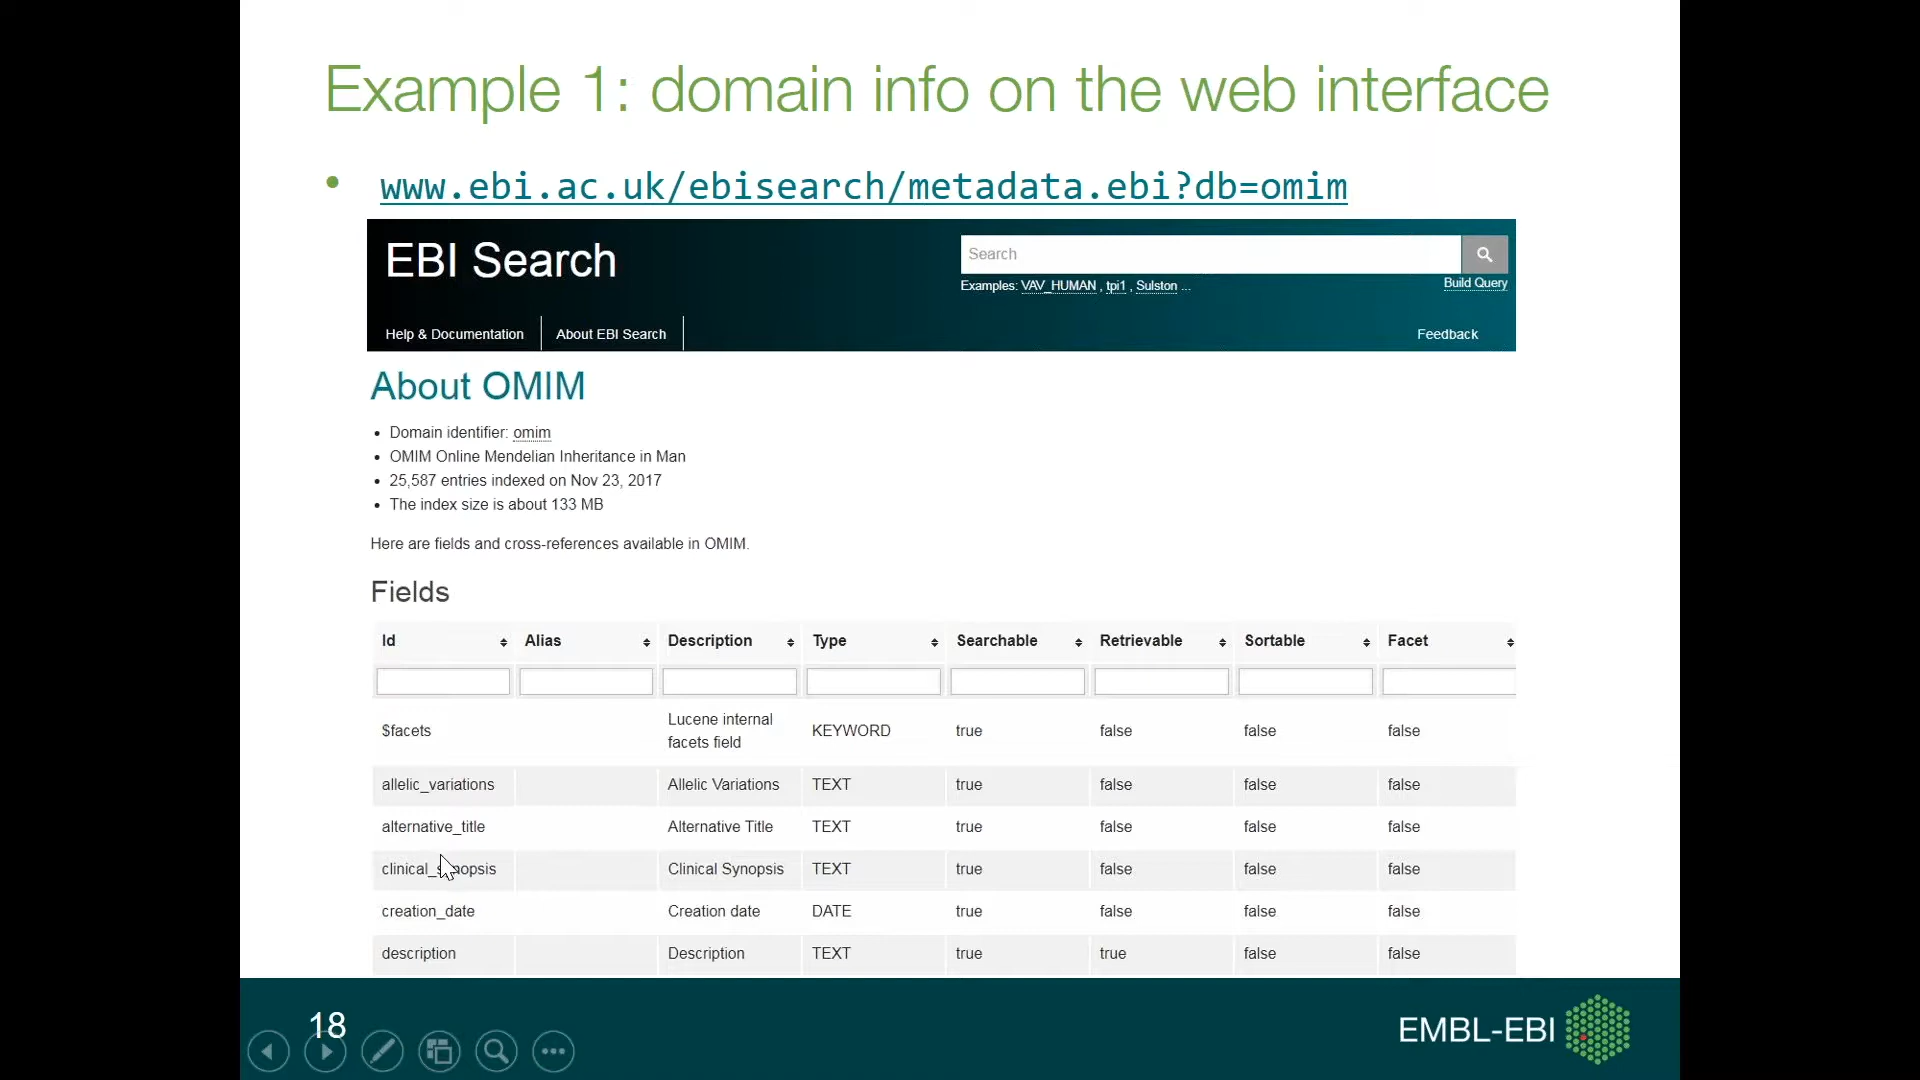 Example 1: domain info on the web interface
• www.ebi.ac.uk/ebisearch/metadata.ebi?db=omim
EBI Search
Search
Examples: VAV_HUMAN , tpi1 , Sulston ...
Build Query
Help & Documentation
About EBI Search
Feedback
About OMIM
• Domain identifier: omim
• OMIM Online Mendelian Inheritance in Man
• 25,587 entries indexed on Nov 23, 2017
• The index size is about 133 MB
Here are fields and cross-references available in OMIM.
Fields
Id Alias Description Type Searchable Retrievable Sortable Facet
$facets Lucene internal facets field KEYWORD true false false false
allelic_variations Allelic Variations TEXT true false false false
alternative_title Alternative Title TEXT true false false false
clinical_synopsis Clinical Synopsis TEXT true false false false
creation_date Creation date DATE true false false false
description Description TEXT true true false false
18
EMBL-EBI